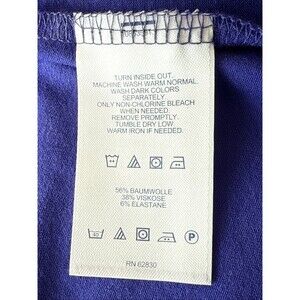 TURN INSIDE OUT.
MACHINE WASH WARM NORMAL.
WASH DARK COLORS
SEPARATELY
ONLY NON-CHLORINE BLEACH
WHEN NEEDED.
REMOVE PROMPTLY.
TUMBLE DRY LOW
WARM IRON IF NEEDED.
56% BAUMWOLLE
38% VISKOSE
6% ELASTANE
40
P
RN 62830